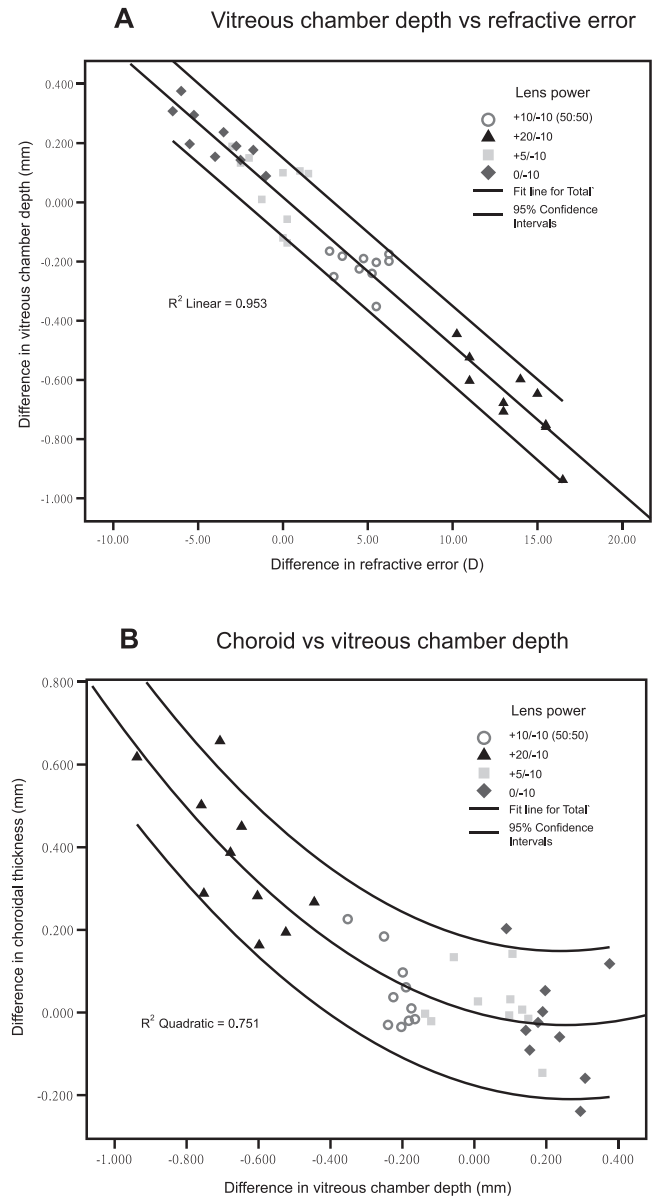 A Vitreous chamber depth vs refractive error
Difference in vitreous chamber depth (mm)
0.400
0.200
0.000
-0.200
-0.400
-0.600
-0.800
-1.000
Lens power
+10/-10 (50:50)
+20/-10
+5/-10
0/-10
Fit line for Total`
95% Confidence
Intervals
R² Linear = 0.953
-10.00 -5.00 0.00 5.00 10.00 15.00 20.00
Difference in refractive error (D)
B Choroid vs vitreous chamber depth
Difference in choroidal thickness (mm)
0.800
0.600
0.400
0.200
0.000
-0.200
Lens power
+10/-10 (50:50)
+20/-10
+5/-10
0/-10
Fit line for Total`
95% Confidence
Intervals
R² Quadratic = 0.751
-1.000 -0.800 -0.600 -0.400 -0.200 0.000 0.200 0.400
Difference in vitreous chamber depth (mm)